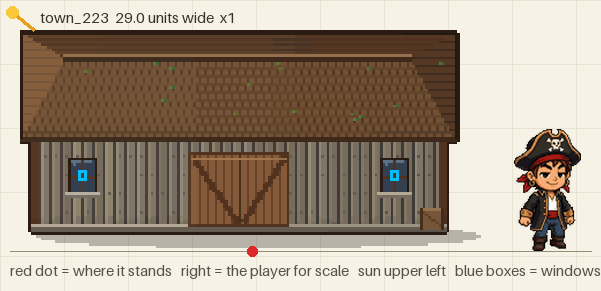 town_223 29.0 units wide x1
red dot = where it stands right = the player for scale sun upper left blue boxes = windows